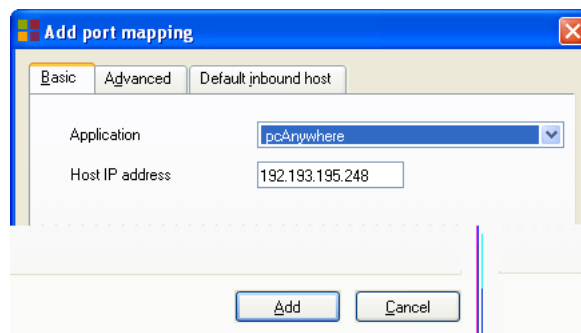 Add port mapping
Basic Advanced Default inbound host
Application pcAnywhere
Host IP address 192.193.195.248
Add Cancel